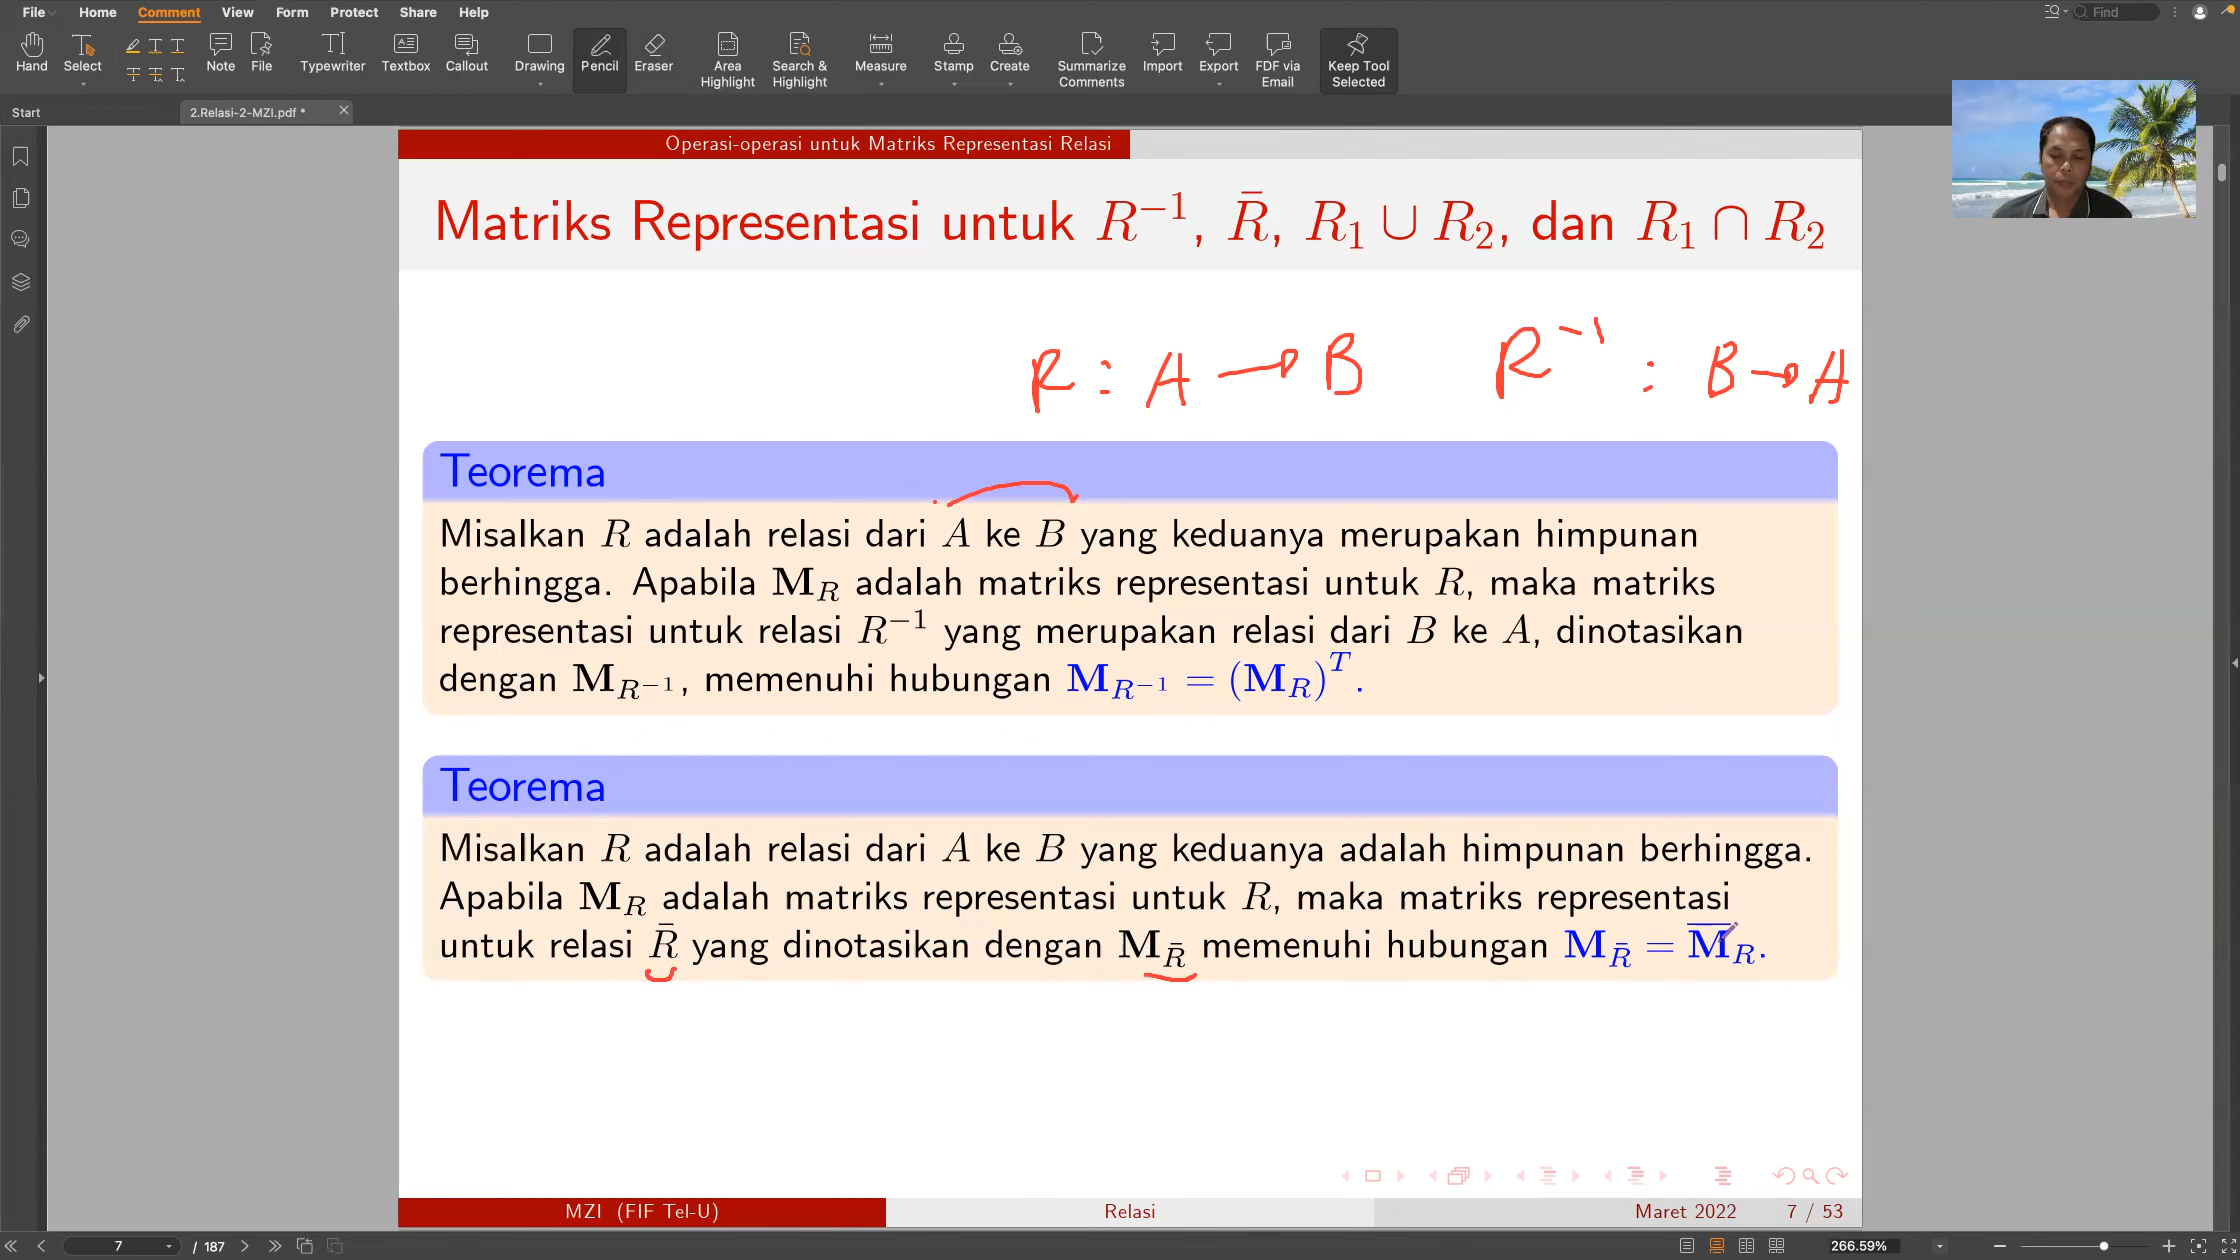 File Home Comment View Form Protect Share Help Find
Hand Select Note File Typewriter Textbox Callout Drawing Pencil Eraser Area Highlight Search & Highlight Measure Stamp Create Summarize Comments Import Export FDF via Email Keep Tool Selected
Start 2.Relasi-2-MZI.pdf *
Operasi-operasi untuk Matriks Representasi Relasi
Matriks Representasi untuk R⁻¹, R̄, R₁ ∪ R₂, dan R₁ ∩ R₂
R : A → B R⁻¹ : B → A
Teorema
Misalkan R adalah relasi dari A ke B yang keduanya merupakan himpunan
berhingga. Apabila M_R adalah matriks representasi untuk R, maka matriks
representasi untuk relasi R⁻¹ yang merupakan relasi dari B ke A, dinotasikan
dengan M_{R⁻¹}, memenuhi hubungan M_{R⁻¹} = (M_R)^T.
Teorema
Misalkan R adalah relasi dari A ke B yang keduanya adalah himpunan berhingga.
Apabila M_R adalah matriks representasi untuk R, maka matriks representasi
untuk relasi R̄ yang dinotasikan dengan M_{R̄} memenuhi hubungan M_{R̄} = M̅_R.
MZI (FIF Tel-U) Relasi Maret 2022 7 / 53
7 / 187 266.59%